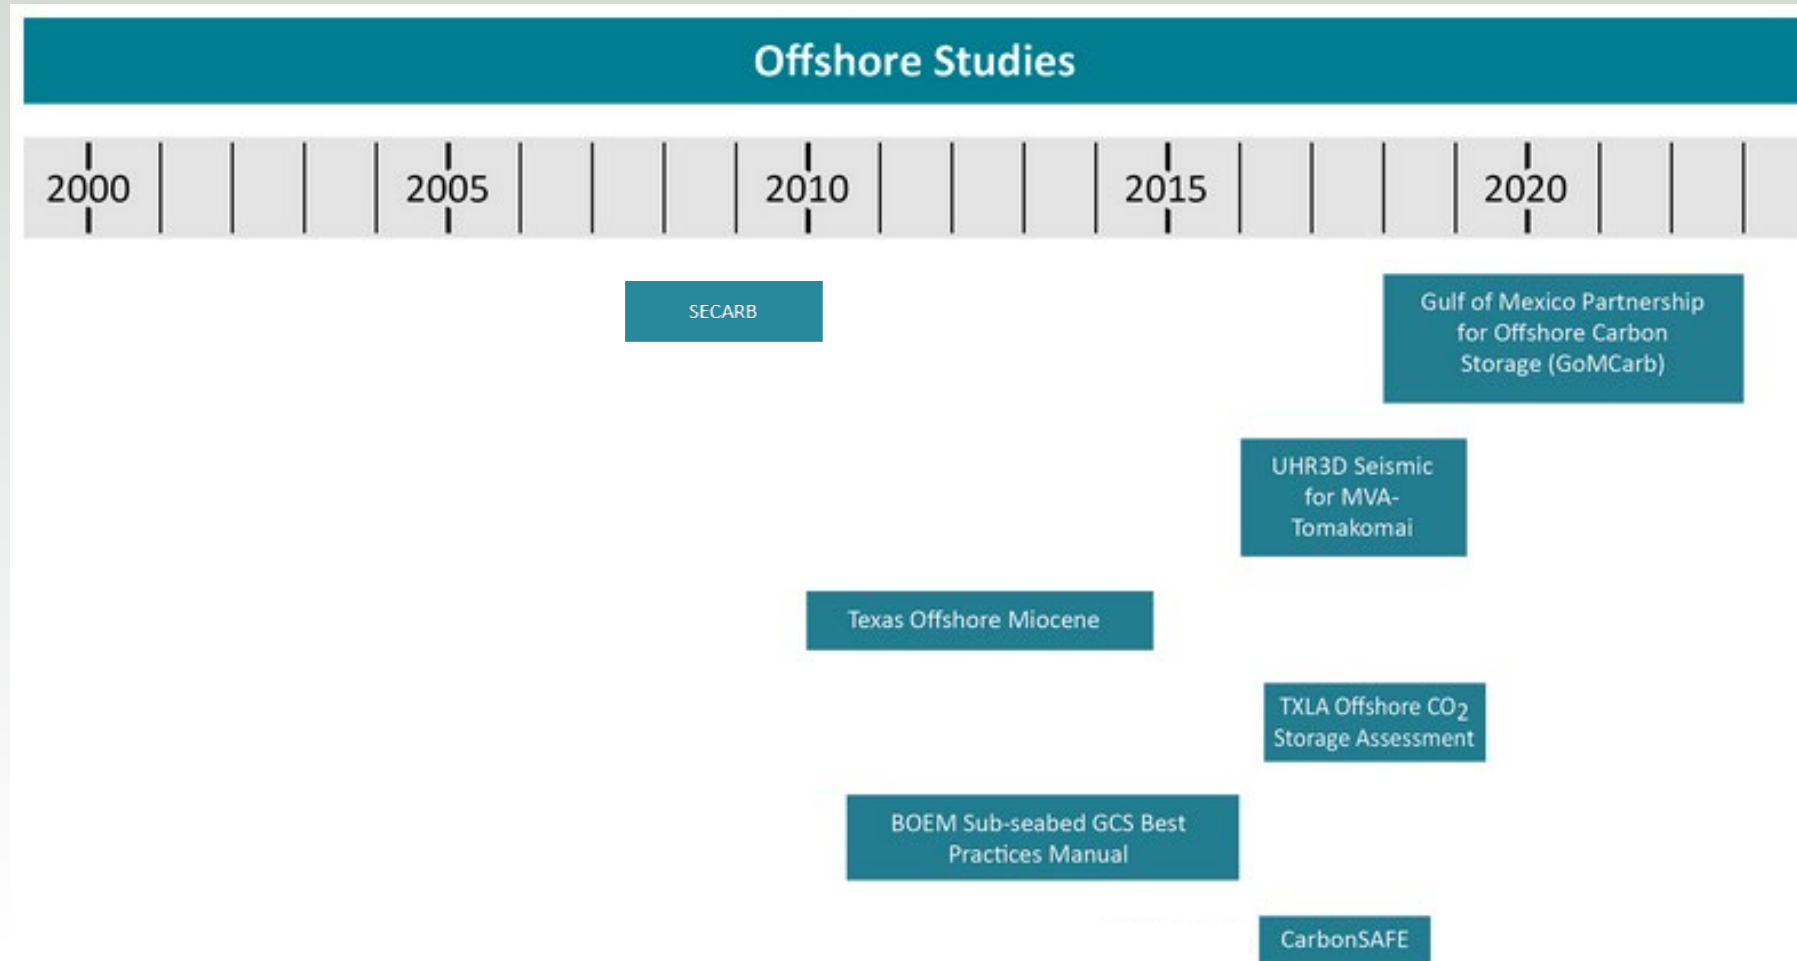 Offshore Studies
2000 2005 2010 2015 2020
SECARB
Gulf of Mexico Partnership
for Offshore Carbon
Storage (GoMCarb)
UHR3D Seismic
for MVA-
Tomakomai
Texas Offshore Miocene
TXLA Offshore CO₂
Storage Assessment
BOEM Sub-seabed GCS Best
Practices Manual
CarbonSAFE